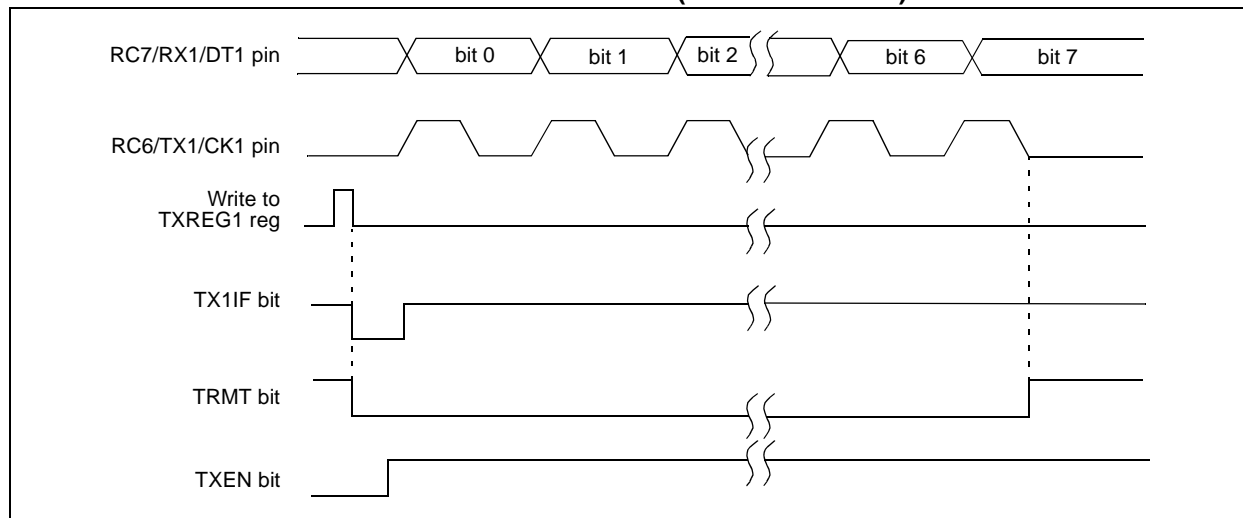 RC7/RX1/DT1 pin
bit 0
bit 1
bit 2
bit 6
bit 7
RC6/TX1/CK1 pin
Write to
TXREG1 reg
TX1IF bit
TRMT bit
TXEN bit